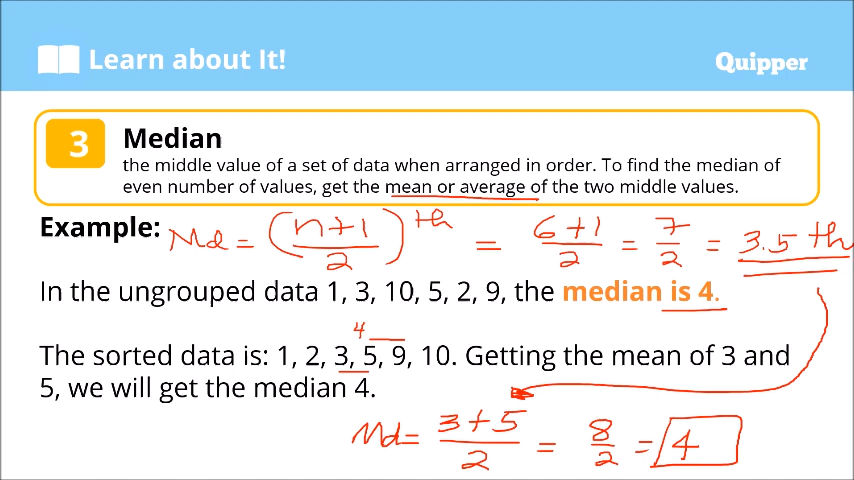 Learn about It!
Quipper
3
Median
the middle value of a set of data when arranged in order. To find the median of
even number of values, get the mean or average of the two middle values.
Example: Md = (n+1/2)th = 6+1/2 = 7/2 = 3.5 th
In the ungrouped data 1, 3, 10, 5, 2, 9, the median is 4.
4
The sorted data is: 1, 2, 3, 5, 9, 10. Getting the mean of 3 and
5, we will get the median 4.
Md = 3+5/2 = 8/2 = 4